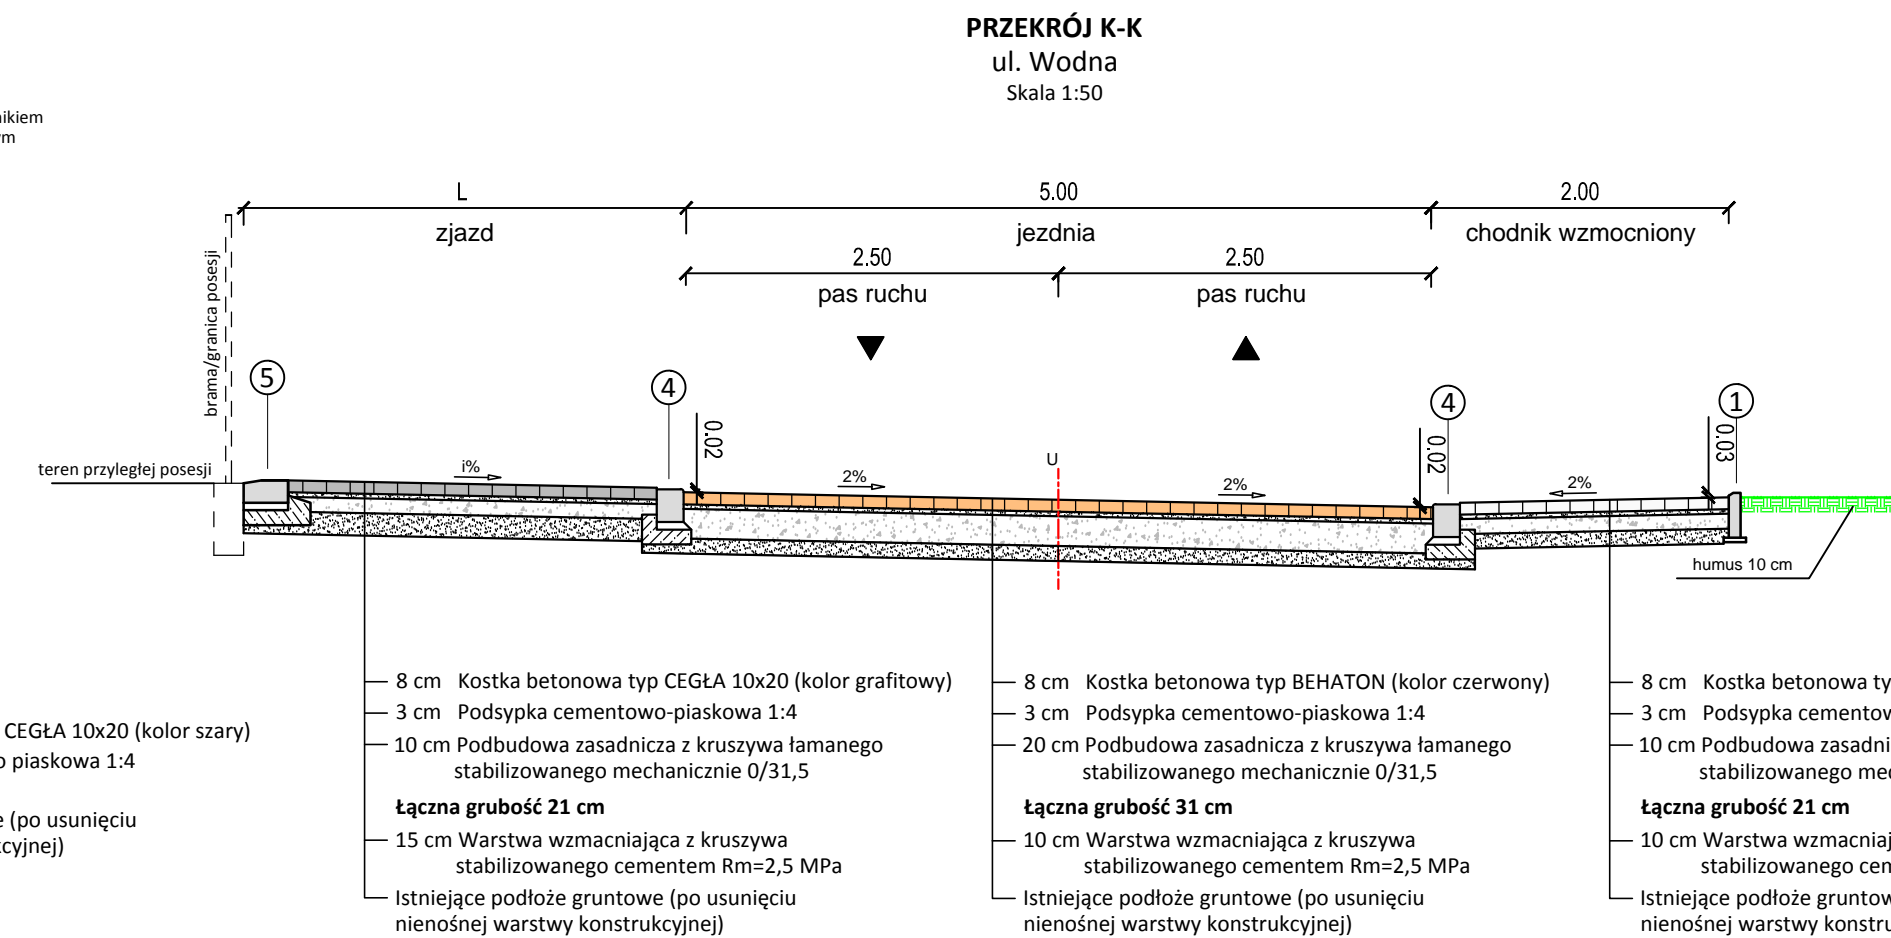 PRZEKRÓJ K-K
ul. Wodna
Skala 1:50
L
5.00
2.00
zjazd
jezdnia
chodnik wzmocniony
2.50
2.50
pas ruchu
pas ruchu
brama/granica posesji
5
4
4
1
0.02
0.02
0.03
teren przyległej posesji
i%
2%
U
2%
2%
humus 10 cm
CEGŁA 10x20 (kolor szary)
piaskowa 1:4
(po usunięciu
8 cm Kostka betonowa typ CEGŁA 10x20 (kolor grafitowy)
3 cm Podsypka cementowo-piaskowa 1:4
10 cm Podbudowa zasadnicza z kruszywa łamanego
stabilizowanego mechanicznie 0/31,5
Łączna grubość 21 cm
15 cm Warstwa wzmacniająca z kruszywa
stabilizowanego cementem Rm=2,5 MPa
Istniejące podłoże gruntowe (po usunięciu
nienośnej warstwy konstrukcyjnej)
8 cm Kostka betonowa typ BEHATON (kolor czerwony)
3 cm Podsypka cementowo-piaskowa 1:4
20 cm Podbudowa zasadnicza z kruszywa łamanego
stabilizowanego mechanicznie 0/31,5
Łączna grubość 31 cm
10 cm Warstwa wzmacniająca z kruszywa
stabilizowanego cementem Rm=2,5 MPa
Istniejące podłoże gruntowe (po usunięciu
nienośnej warstwy konstrukcyjnej)
8 cm Kostka betonowa
3 cm Podsypka
10 cm Podbudowa
stabilizowanego
Łączna grubość 21 cm
10 cm Warstwa
stabilizowanego
Istniejące podłoże
nienośnej warstwy